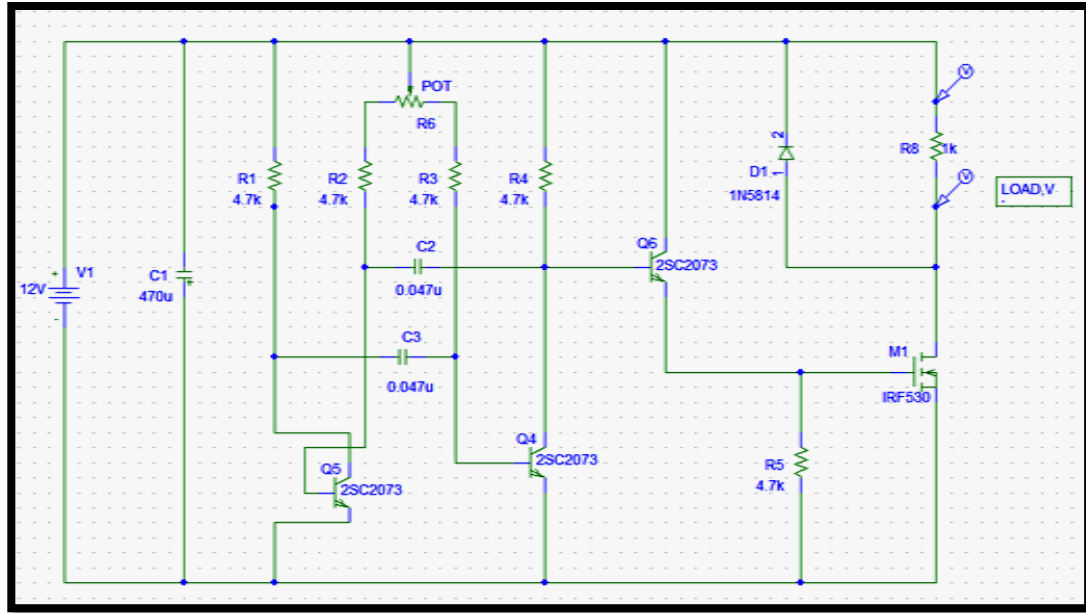 POT
R6
R1
4.7k
R2
4.7k
R3
4.7k
R4
4.7k
2
D1
1
1N5814
V
R8
1k
V
LOAD,V
+
V1
12V
-
C1
470u
+
C2
0.047u
Q6
2SC2073
C3
0.047u
M1
IRF530
Q5
2SC2073
Q4
2SC2073
R5
4.7k